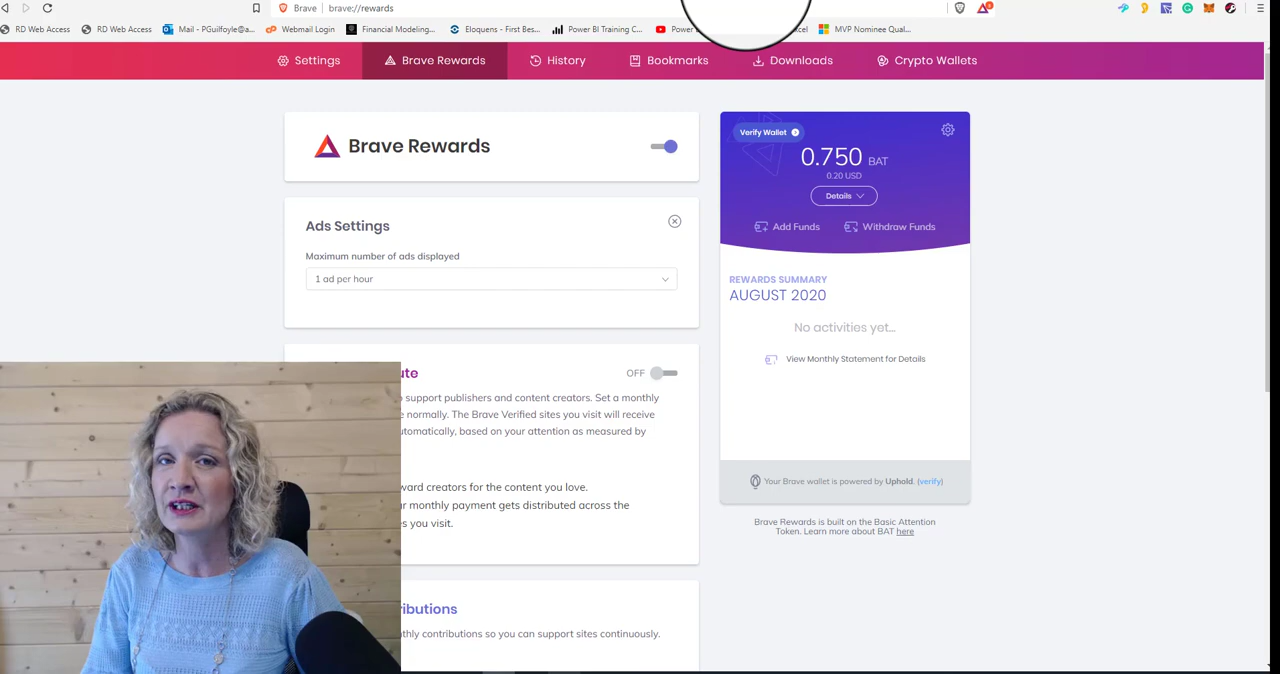 Brave
brave://rewards
RD Web Access
RD Web Access
Mail - PGuilfoyle@a...
Webmail Login
Financial Modeling...
Eloquens - First Bes...
Power BI Training C...
Power
MVP Nominee Qual...
Settings
Brave Rewards
History
Bookmarks
Downloads
Crypto Wallets
Brave Rewards
Ads Settings
Maximum number of ads displayed
1 ad per hour
Verify Wallet
0.750 BAT
0.20 USD
Details
Add Funds
Withdraw Funds
REWARDS SUMMARY
AUGUST 2020
No activities yet...
View Monthly Statement for Details
Your Brave wallet is powered by Uphold. (verify)
Brave Rewards is built on the Basic Attention
Token. Learn more about BAT here
OFF
support publishers and content creators. Set a monthly
normally. The Brave Verified sites you visit will receive
utomatically, based on your attention as measured by
ward creators for the content you love.
monthly payment gets distributed across the
s you visit.
ributions
thly contributions so you can support sites continuously.